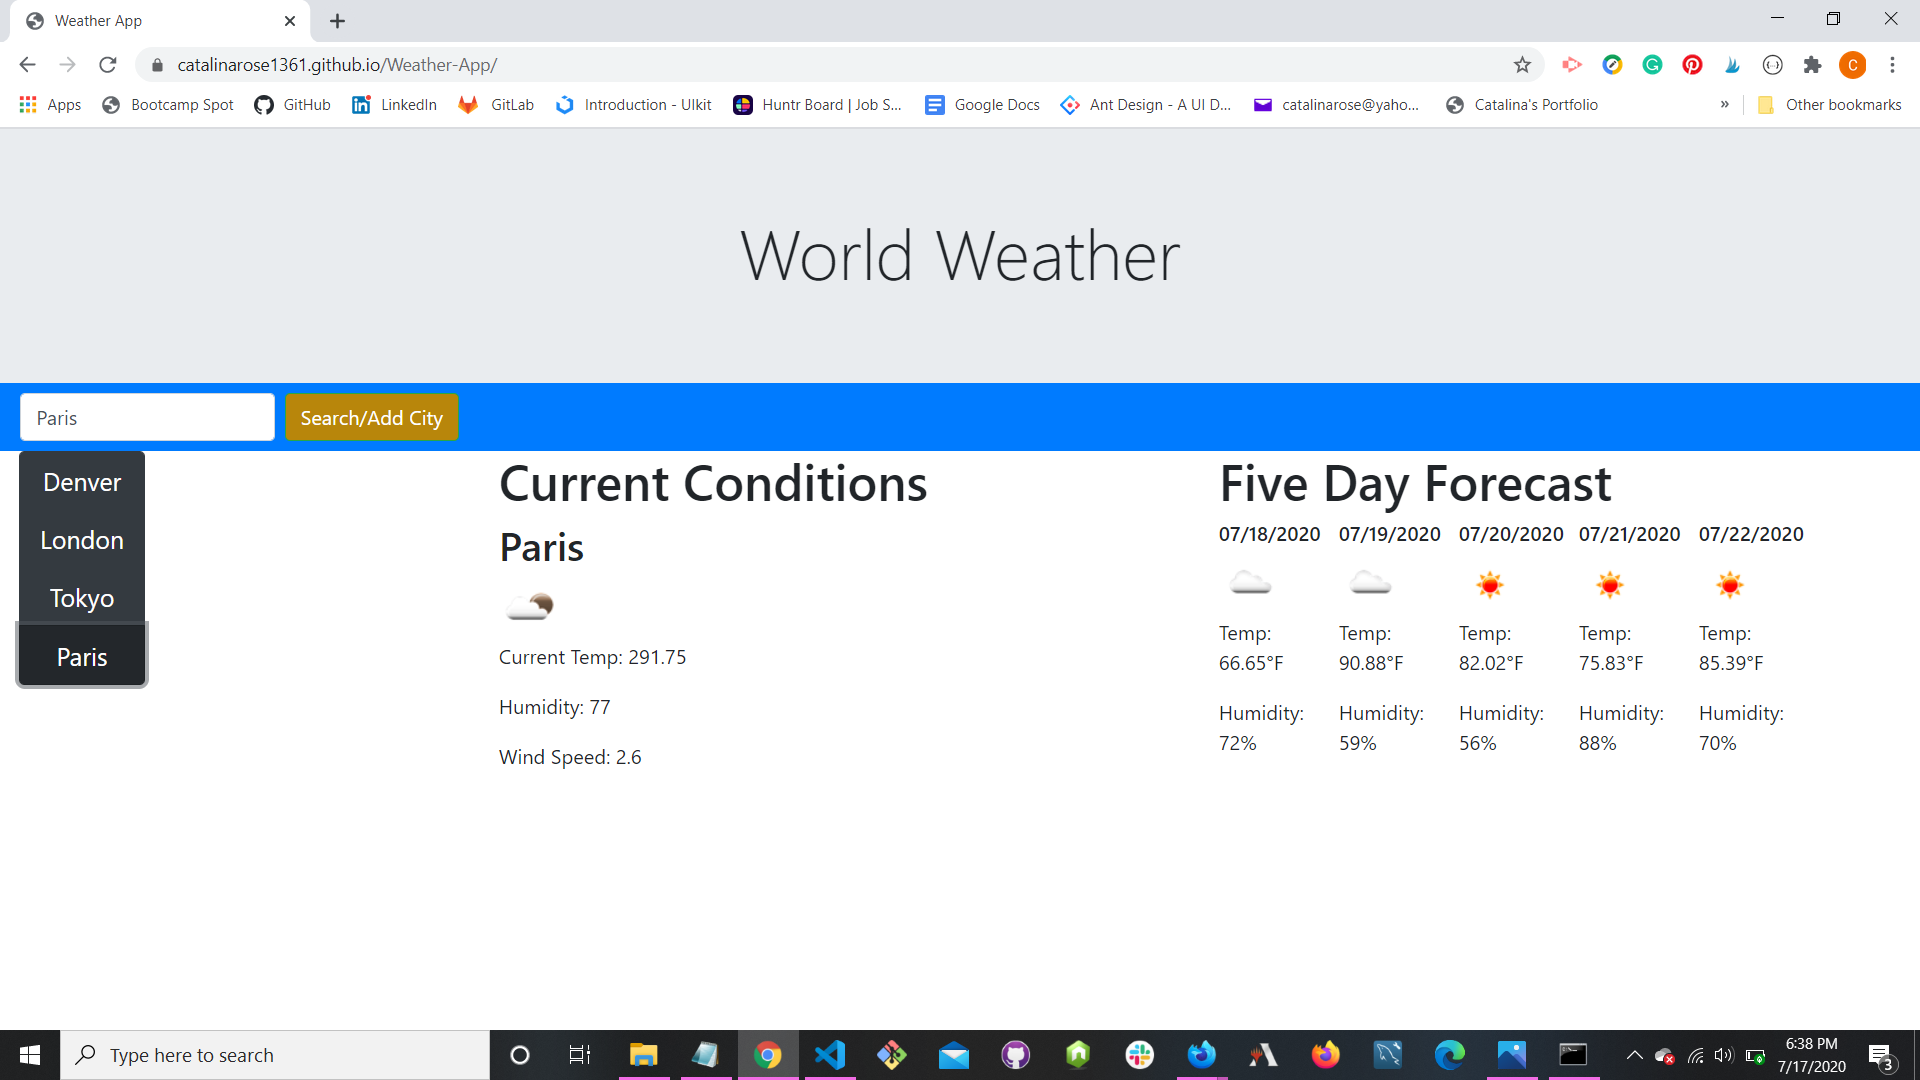 Weather App
catalinarose1361.github.io/Weather-App/
C
Apps
Bootcamp Spot
GitHub
LinkedIn
GitLab
Introduction - UIkit
Huntr Board | Job S...
Google Docs
Ant Design - A UI D...
catalinarose@yaho...
Catalina's Portfolio
»
Other bookmarks
World Weather
Paris
Search/Add City
Denver
London
Tokyo
Paris
Current Conditions
Paris
Current Temp: 291.75
Humidity: 77
Wind Speed: 2.6
Five Day Forecast
07/18/2020 07/19/2020 07/20/2020 07/21/2020 07/22/2020
Temp: Temp: Temp: Temp: Temp:
66.65°F 90.88°F 82.02°F 75.83°F 85.39°F
Humidity: Humidity: Humidity: Humidity: Humidity:
72% 59% 56% 88% 70%
Type here to search
6:38 PM
7/17/2020
3